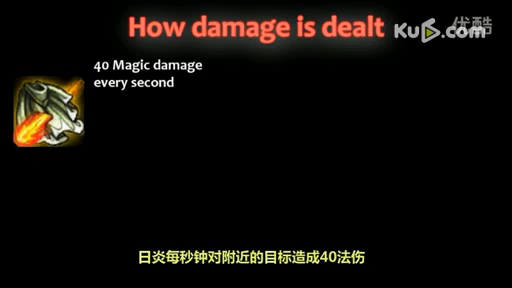 How damage is dealt
Ku6.com
优酷
40 Magic damage
every second
日炎每秒钟对附近的目标造成40法伤